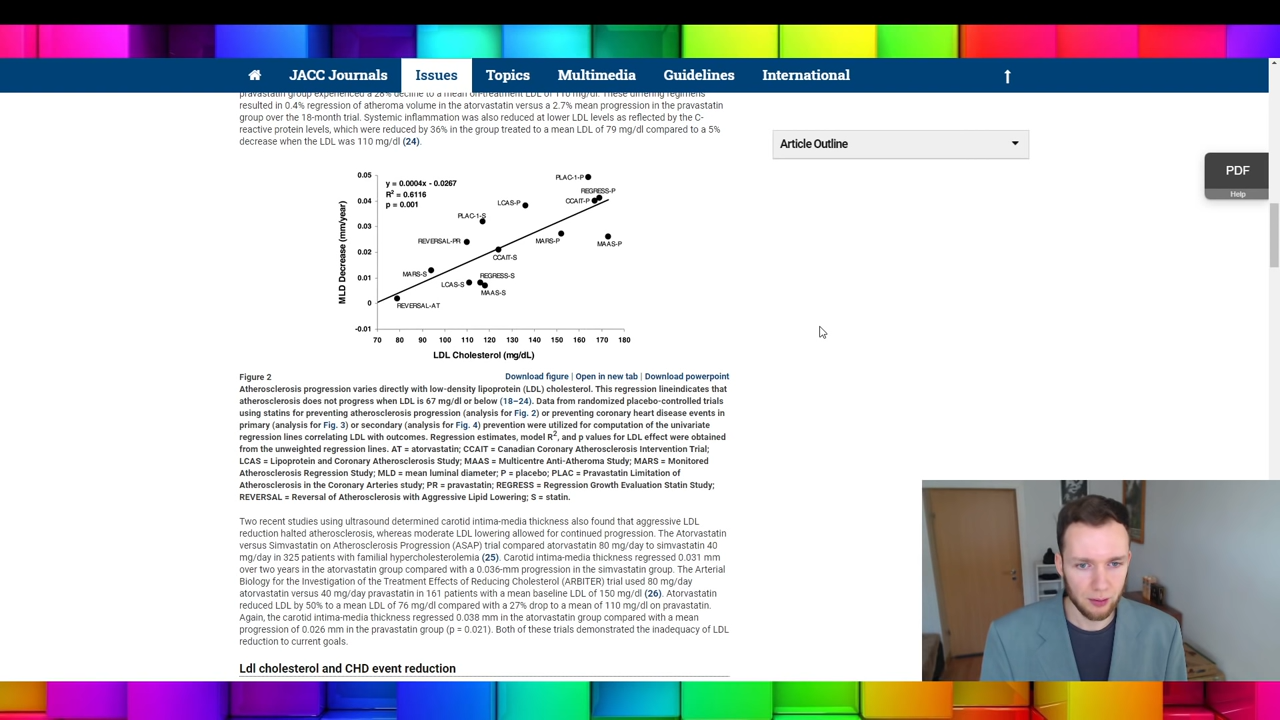 JACC Journals Issues Topics Multimedia Guidelines International
pravastatin group experienced a 28% decline to a mean on-treatment LDL of 110 mg/dl. These differing regimens
resulted in 0.4% regression of atheroma volume in the atorvastatin versus a 2.7% mean progression in the pravastatin
group over the 18-month trial. Systemic inflammation was also reduced at lower LDL levels as reflected by the C-
reactive protein levels, which were reduced by 36% in the group treated to a mean LDL of 79 mg/dl compared to a 5%
decrease when the LDL was 110 mg/dl (24).
Article Outline
PDF
Help
y = 0.0004x - 0.0267
R² = 0.6116
p = 0.001
MLD Decrease (mm/year)
0.05
0.04
0.03
0.02
0.01
0
-0.01
PLAC-1-P
REGRESS-P
CCAIT-P
LCAS-P
PLAC-1-S
REVERSAL-PR
MARS-P
MAAS-P
CCAIT-S
MARS-S
REGRESS-S
LCAS-S
MAAS-S
REVERSAL-AT
70 80 90 100 110 120 130 140 150 160 170 180
LDL Cholesterol (mg/dL)
Figure 2
Download figure | Open in new tab | Download powerpoint
Atherosclerosis progression varies directly with low-density lipoprotein (LDL) cholesterol. This regression lineindicates that
atherosclerosis does not progress when LDL is 67 mg/dl or below (18–24). Data from randomized placebo-controlled trials
using statins for preventing atherosclerosis progression (analysis for Fig. 2) or preventing coronary heart disease events in
primary (analysis for Fig. 3) or secondary (analysis for Fig. 4) prevention were utilized for computation of the univariate
regression lines correlating LDL with outcomes. Regression estimates, model R², and p values for LDL effect were obtained
from the unweighted regression lines. AT = atorvastatin; CCAIT = Canadian Coronary Atherosclerosis Intervention Trial;
LCAS = Lipoprotein and Coronary Atherosclerosis Study; MAAS = Multicentre Anti-Atheroma Study; MARS = Monitored
Atherosclerosis Regression Study; MLD = mean luminal diameter; P = placebo; PLAC = Pravastatin Limitation of
Atherosclerosis in the Coronary Arteries study; PR = pravastatin; REGRESS = Regression Growth Evaluation Statin Study;
REVERSAL = Reversal of Atherosclerosis with Aggressive Lipid Lowering; S = statin.
Two recent studies using ultrasound determined carotid intima-media thickness also found that aggressive LDL
reduction halted atherosclerosis, whereas moderate LDL lowering allowed for continued progression. The Atorvastatin
versus Simvastatin on Atherosclerosis Progression (ASAP) trial compared atorvastatin 80 mg/day to simvastatin 40
mg/day in 325 patients with familial hypercholesterolemia (25). Carotid intima-media thickness regressed 0.031 mm
over two years in the atorvastatin group compared with a 0.036-mm progression in the simvastatin group. The Arterial
Biology for the Investigation of the Treatment Effects of Reducing Cholesterol (ARBITER) trial used 80 mg/day
atorvastatin versus 40 mg/day pravastatin in 161 patients with a mean baseline LDL of 150 mg/dl (26). Atorvastatin
reduced LDL by 50% to a mean LDL of 76 mg/dl compared with a 27% drop to a mean of 110 mg/dl on pravastatin.
Again, the carotid intima-media thickness regressed 0.038 mm in the atorvastatin group compared with a mean
progression of 0.026 mm in the pravastatin group (p = 0.021). Both of these trials demonstrated the inadequacy of LDL
reduction to current goals.
Ldl cholesterol and CHD event reduction